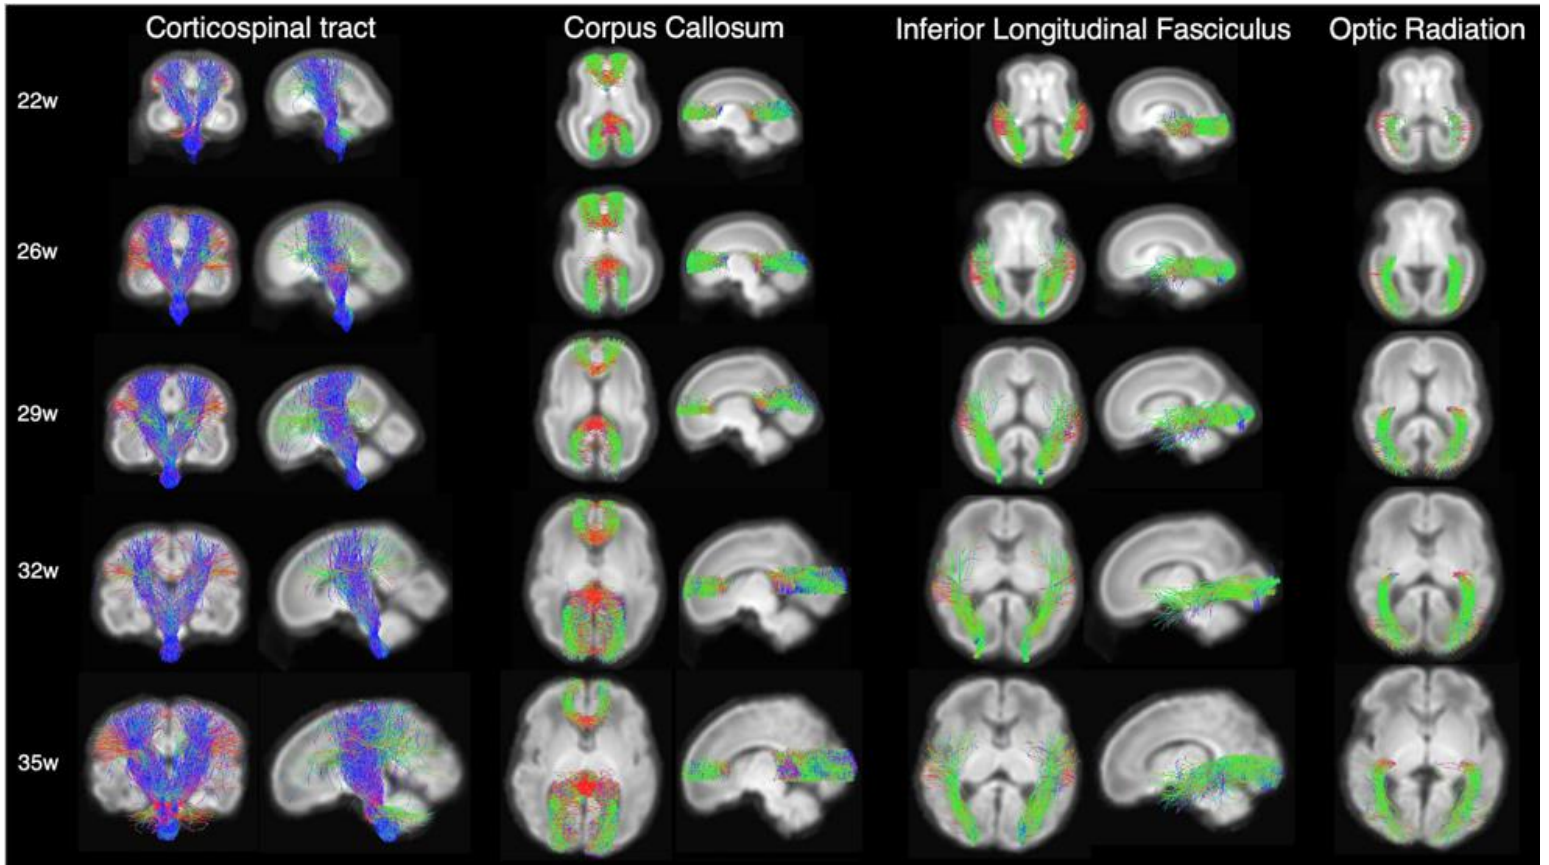 Corticospinal tract
Corpus Callosum
Inferior Longitudinal Fasciculus
Optic Radiation
22w
26w
29w
32w
35w